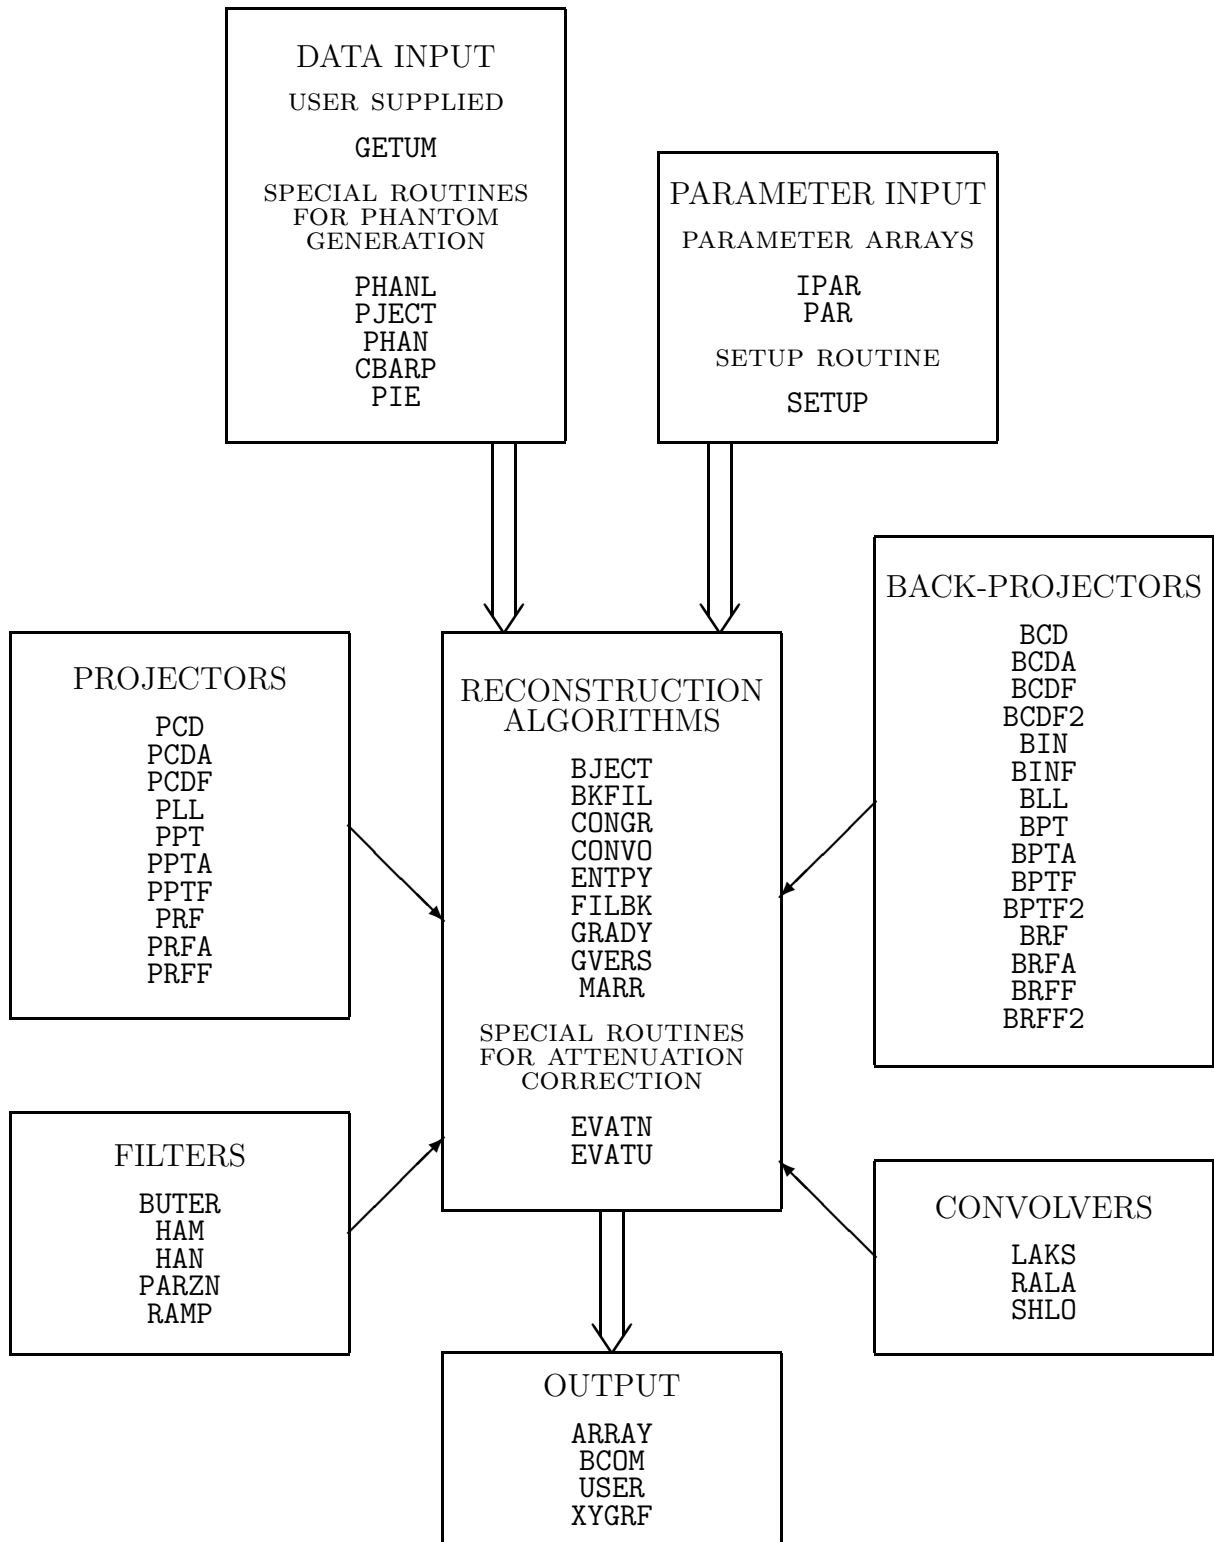 DATA INPUT
USER SUPPLIED
GETUM
SPECIAL ROUTINES
FOR PHANTOM
GENERATION
PHANL
PJECT
PHAN
CBARP
PIE
PARAMETER INPUT
PARAMETER ARRAYS
IPAR
PAR
SETUP ROUTINE
SETUP
PROJECTORS
PCD
PCDA
PCDF
PLL
PPT
PPTA
PPTF
PRF
PRFA
PRFF
RECONSTRUCTION
ALGORITHMS
BJECT
BKFIL
CONGR
CONVO
ENTPY
FILBK
GRADY
GVERS
MARR
SPECIAL ROUTINES
FOR ATTENUATION
CORRECTION
EVATN
EVATU
BACK-PROJECTORS
BCD
BCDA
BCDF
BCDF2
BIN
BINF
BLL
BPT
BPTA
BPTF
BPTF2
BRF
BRFA
BRFF
BRFF2
FILTERS
BUTER
HAM
HAN
PARZN
RAMP
CONVOLVERS
LAKS
RALA
SHLO
OUTPUT
ARRAY
BCOM
USER
XYGRF